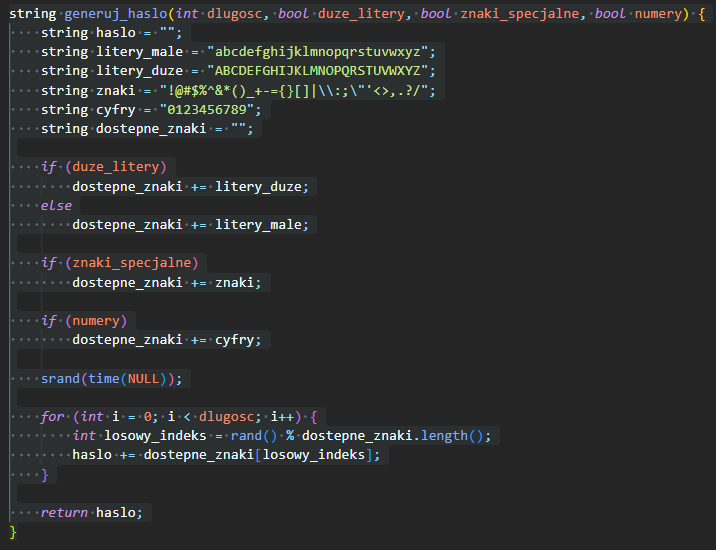 string generuj_haslo(int dlugosc, bool duze_litery, bool znaki_specjalne, bool numery) {
    string haslo = "";
    string litery_male = "abcdefghijklmnopqrstuvwxyz";
    string litery_duze = "ABCDEFGHIJKLMNOPQRSTUVWXYZ";
    string znaki = "!@#$%^&*()_+-={}[]|\\:;\"'<>,.?/";
    string cyfry = "0123456789";
    string dostepne_znaki = "";

    if (duze_litery)
        dostepne_znaki += litery_duze;
    else
        dostepne_znaki += litery_male;

    if (znaki_specjalne)
        dostepne_znaki += znaki;

    if (numery)
        dostepne_znaki += cyfry;

    srand(time(NULL));

    for (int i = 0; i < dlugosc; i++) {
        int losowy_indeks = rand() % dostepne_znaki.length();
        haslo += dostepne_znaki[losowy_indeks];
    }

    return haslo;
}